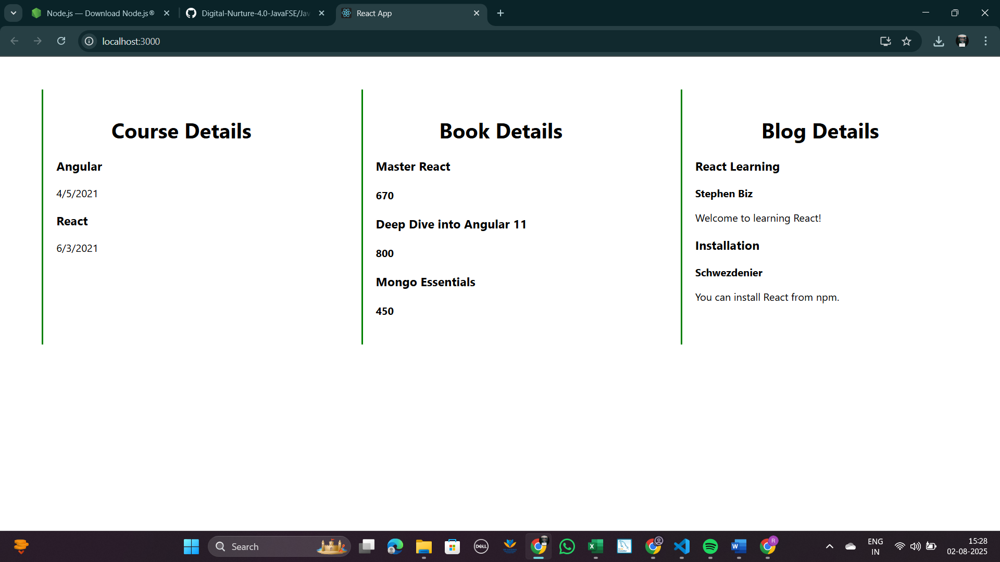 Node.js — Download Node.js®
Digital-Nurture-4.0-JavaFSE/Jav
React App
localhost:3000
Course Details
Angular
4/5/2021
React
6/3/2021
Book Details
Master React
670
Deep Dive into Angular 11
800
Mongo Essentials
450
Blog Details
React Learning
Stephen Biz
Welcome to learning React!
Installation
Schwezdenier
You can install React from npm.
Search
DELL
X
W
R
ENG
IN
15:28
02-08-2025